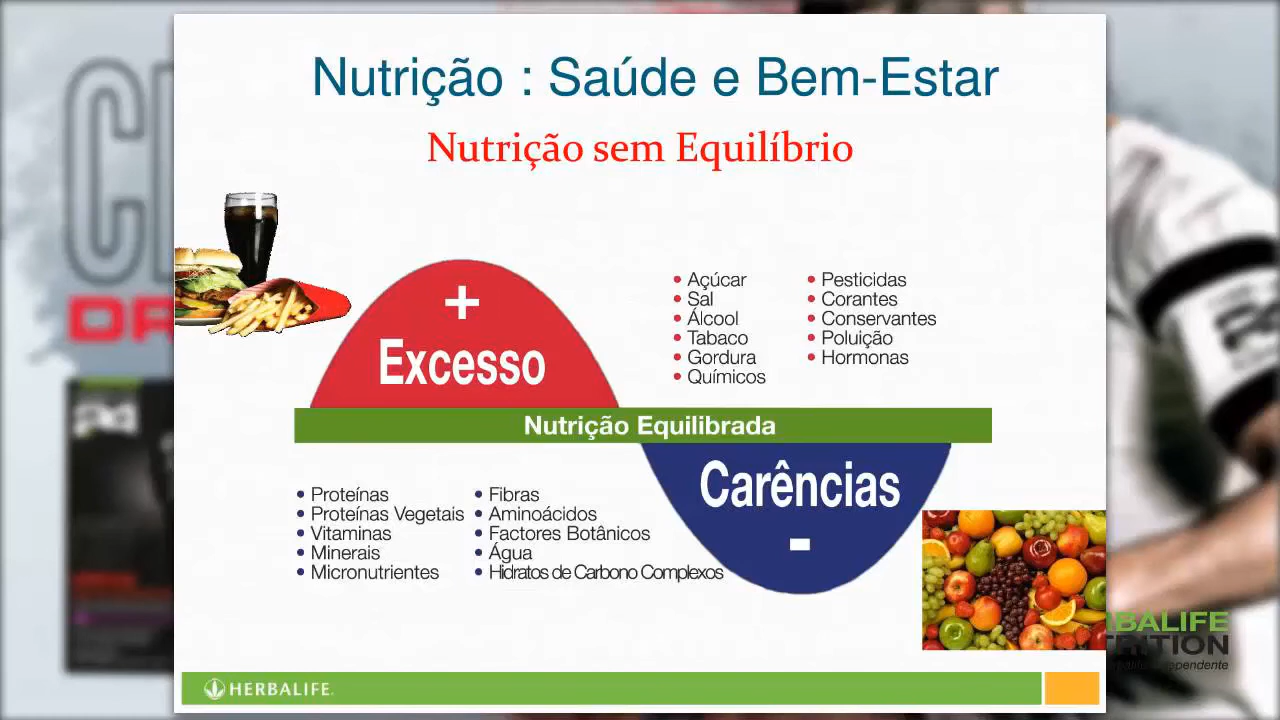 Nutrição : Saúde e Bem-Estar
Nutrição sem Equilíbrio
+
Excesso
• Açúcar
• Sal
• Álcool
• Tabaco
• Gordura
• Químicos
• Pesticidas
• Corantes
• Conservantes
• Poluição
• Hormonas
Nutrição Equilibrada
Carências
-
• Proteínas
• Proteínas Vegetais
• Vitaminas
• Minerais
• Micronutrientes
• Fibras
• Aminoácidos
• Factores Botânicos
• Água
• Hidratos de Carbono Complexos
HERBALIFE